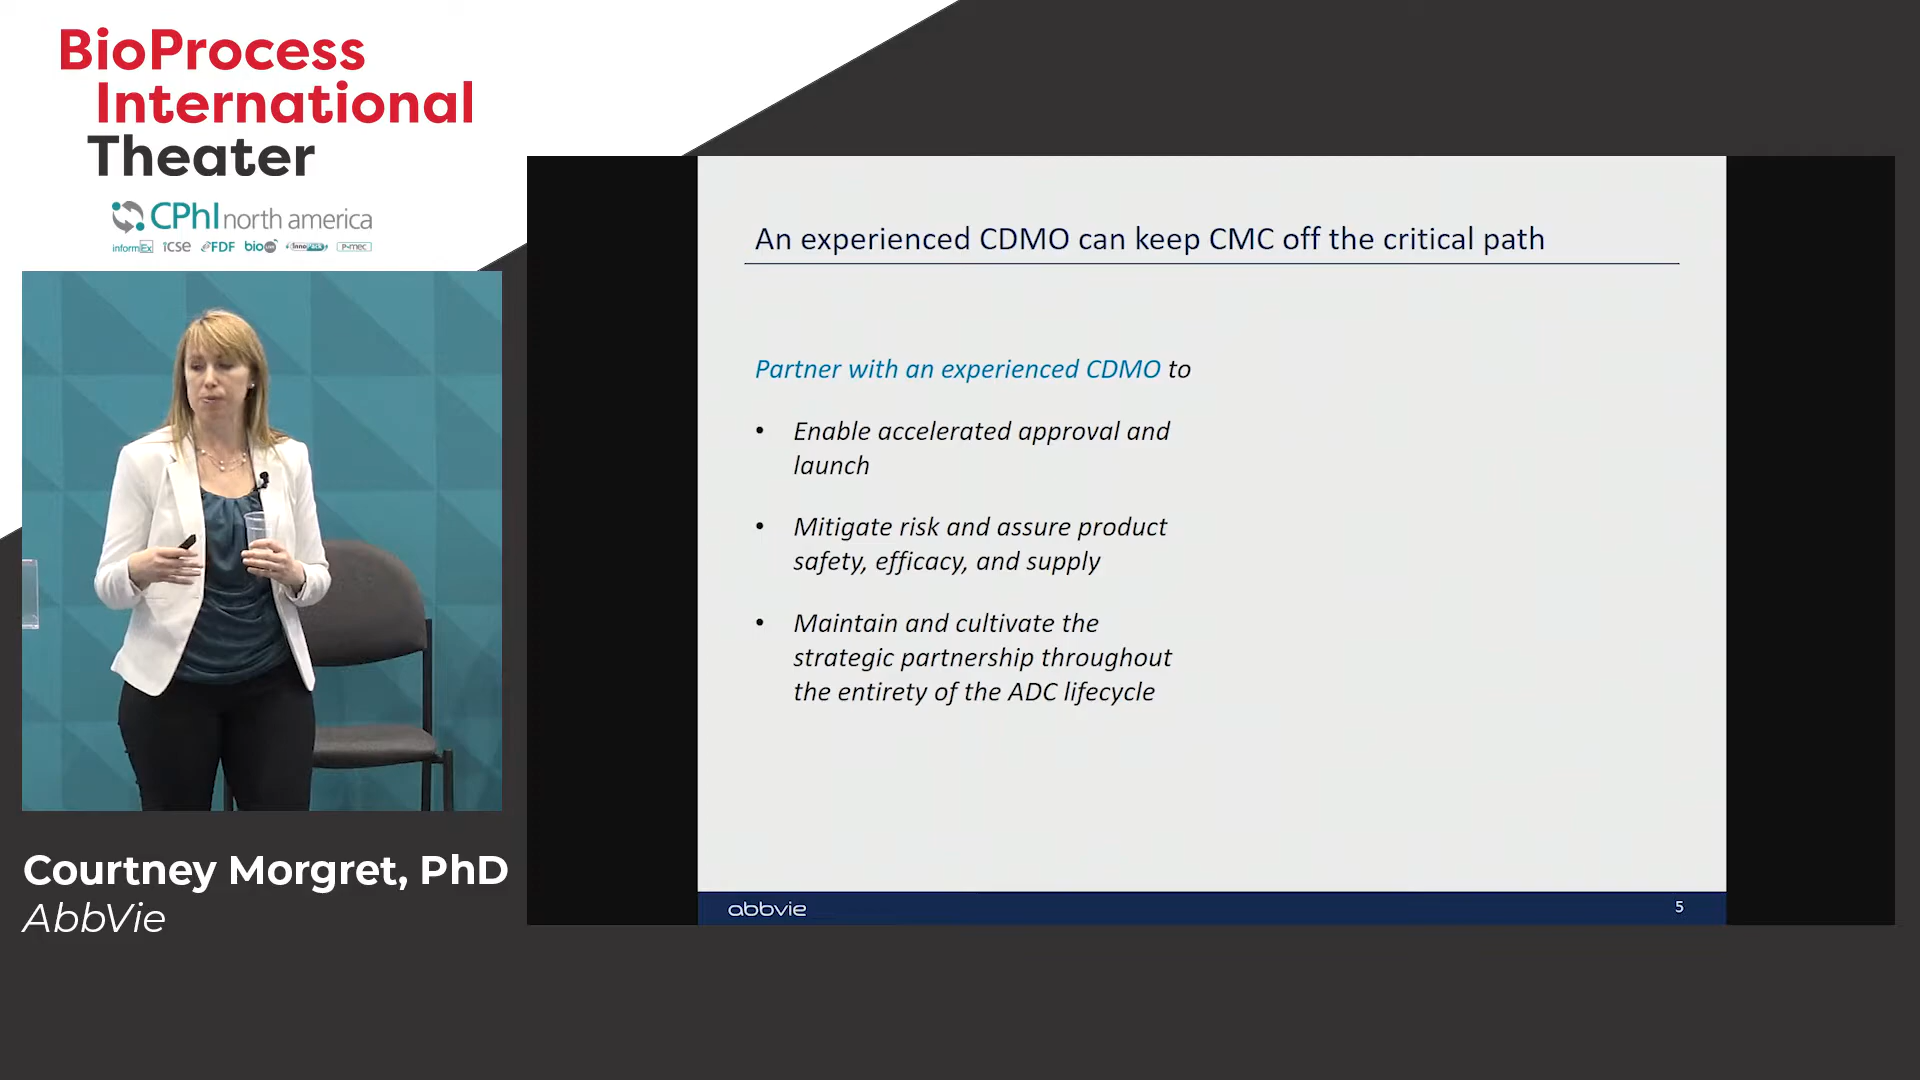 BioProcess
International
Theater
CPhI north america
informEx icse FDF bio InnoPack P-MEC
An experienced CDMO can keep CMC off the critical path
Partner with an experienced CDMO to
• Enable accelerated approval and
launch
• Mitigate risk and assure product
safety, efficacy, and supply
• Maintain and cultivate the
strategic partnership throughout
the entirety of the ADC lifecycle
abbvie
5
Courtney Morgret, PhD
AbbVie